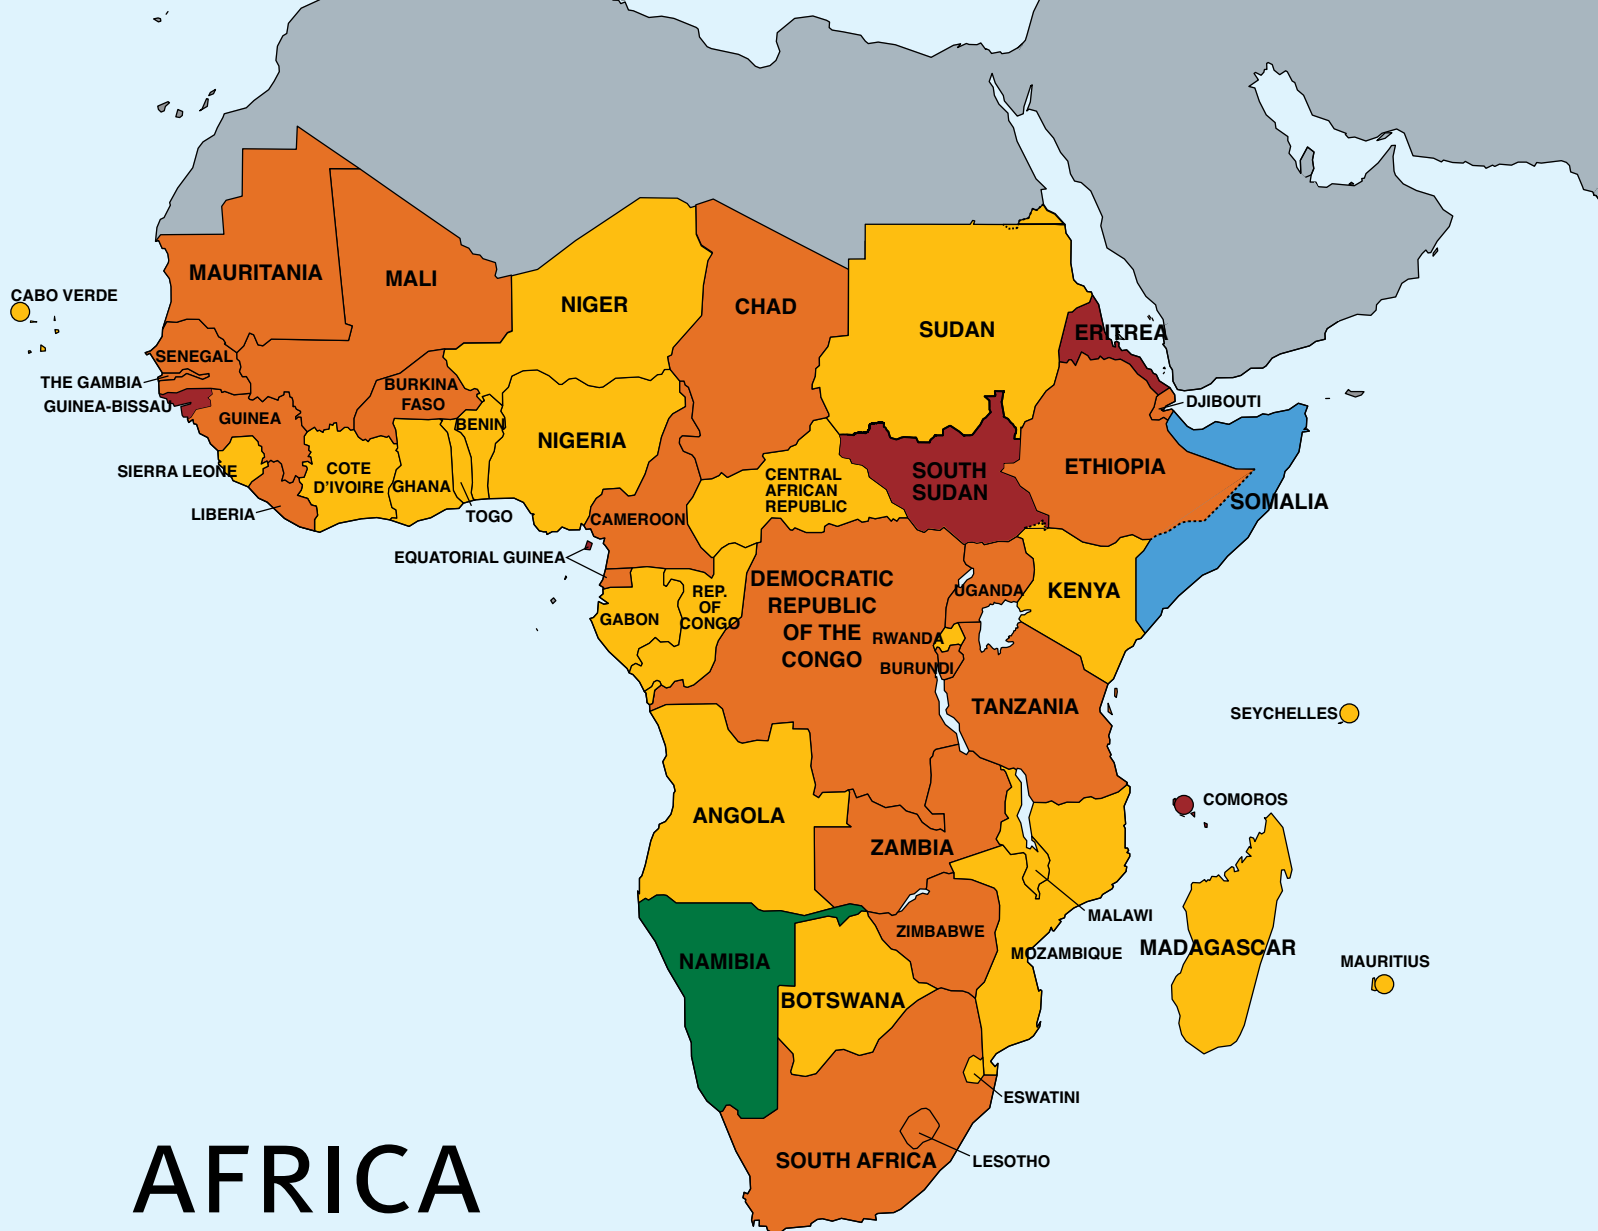 MAURITANIA
MALI
NIGER
CHAD
SUDAN
ERITREA
CABO VERDE
SENEGAL
THE GAMBIA
GUINEA-BISSAU
GUINEA
BURKINA
FASO
BENIN
NIGERIA
DJIBOUTI
SIERRA LEONE
COTE
D'IVOIRE
GHANA
CENTRAL
AFRICAN
REPUBLIC
SOUTH
SUDAN
ETHIOPIA
SOMALIA
LIBERIA
TOGO
CAMEROON
EQUATORIAL GUINEA
GABON
REP.
OF
CONGO
DEMOCRATIC
REPUBLIC
OF THE
CONGO
UGANDA
KENYA
RWANDA
BURUNDI
TANZANIA
SEYCHELLES
COMOROS
ANGOLA
ZAMBIA
MALAWI
MOZAMBIQUE
MADAGASCAR
MAURITIUS
ZIMBABWE
NAMIBIA
BOTSWANA
ESWATINI
LESOTHO
SOUTH AFRICA
AFRICA